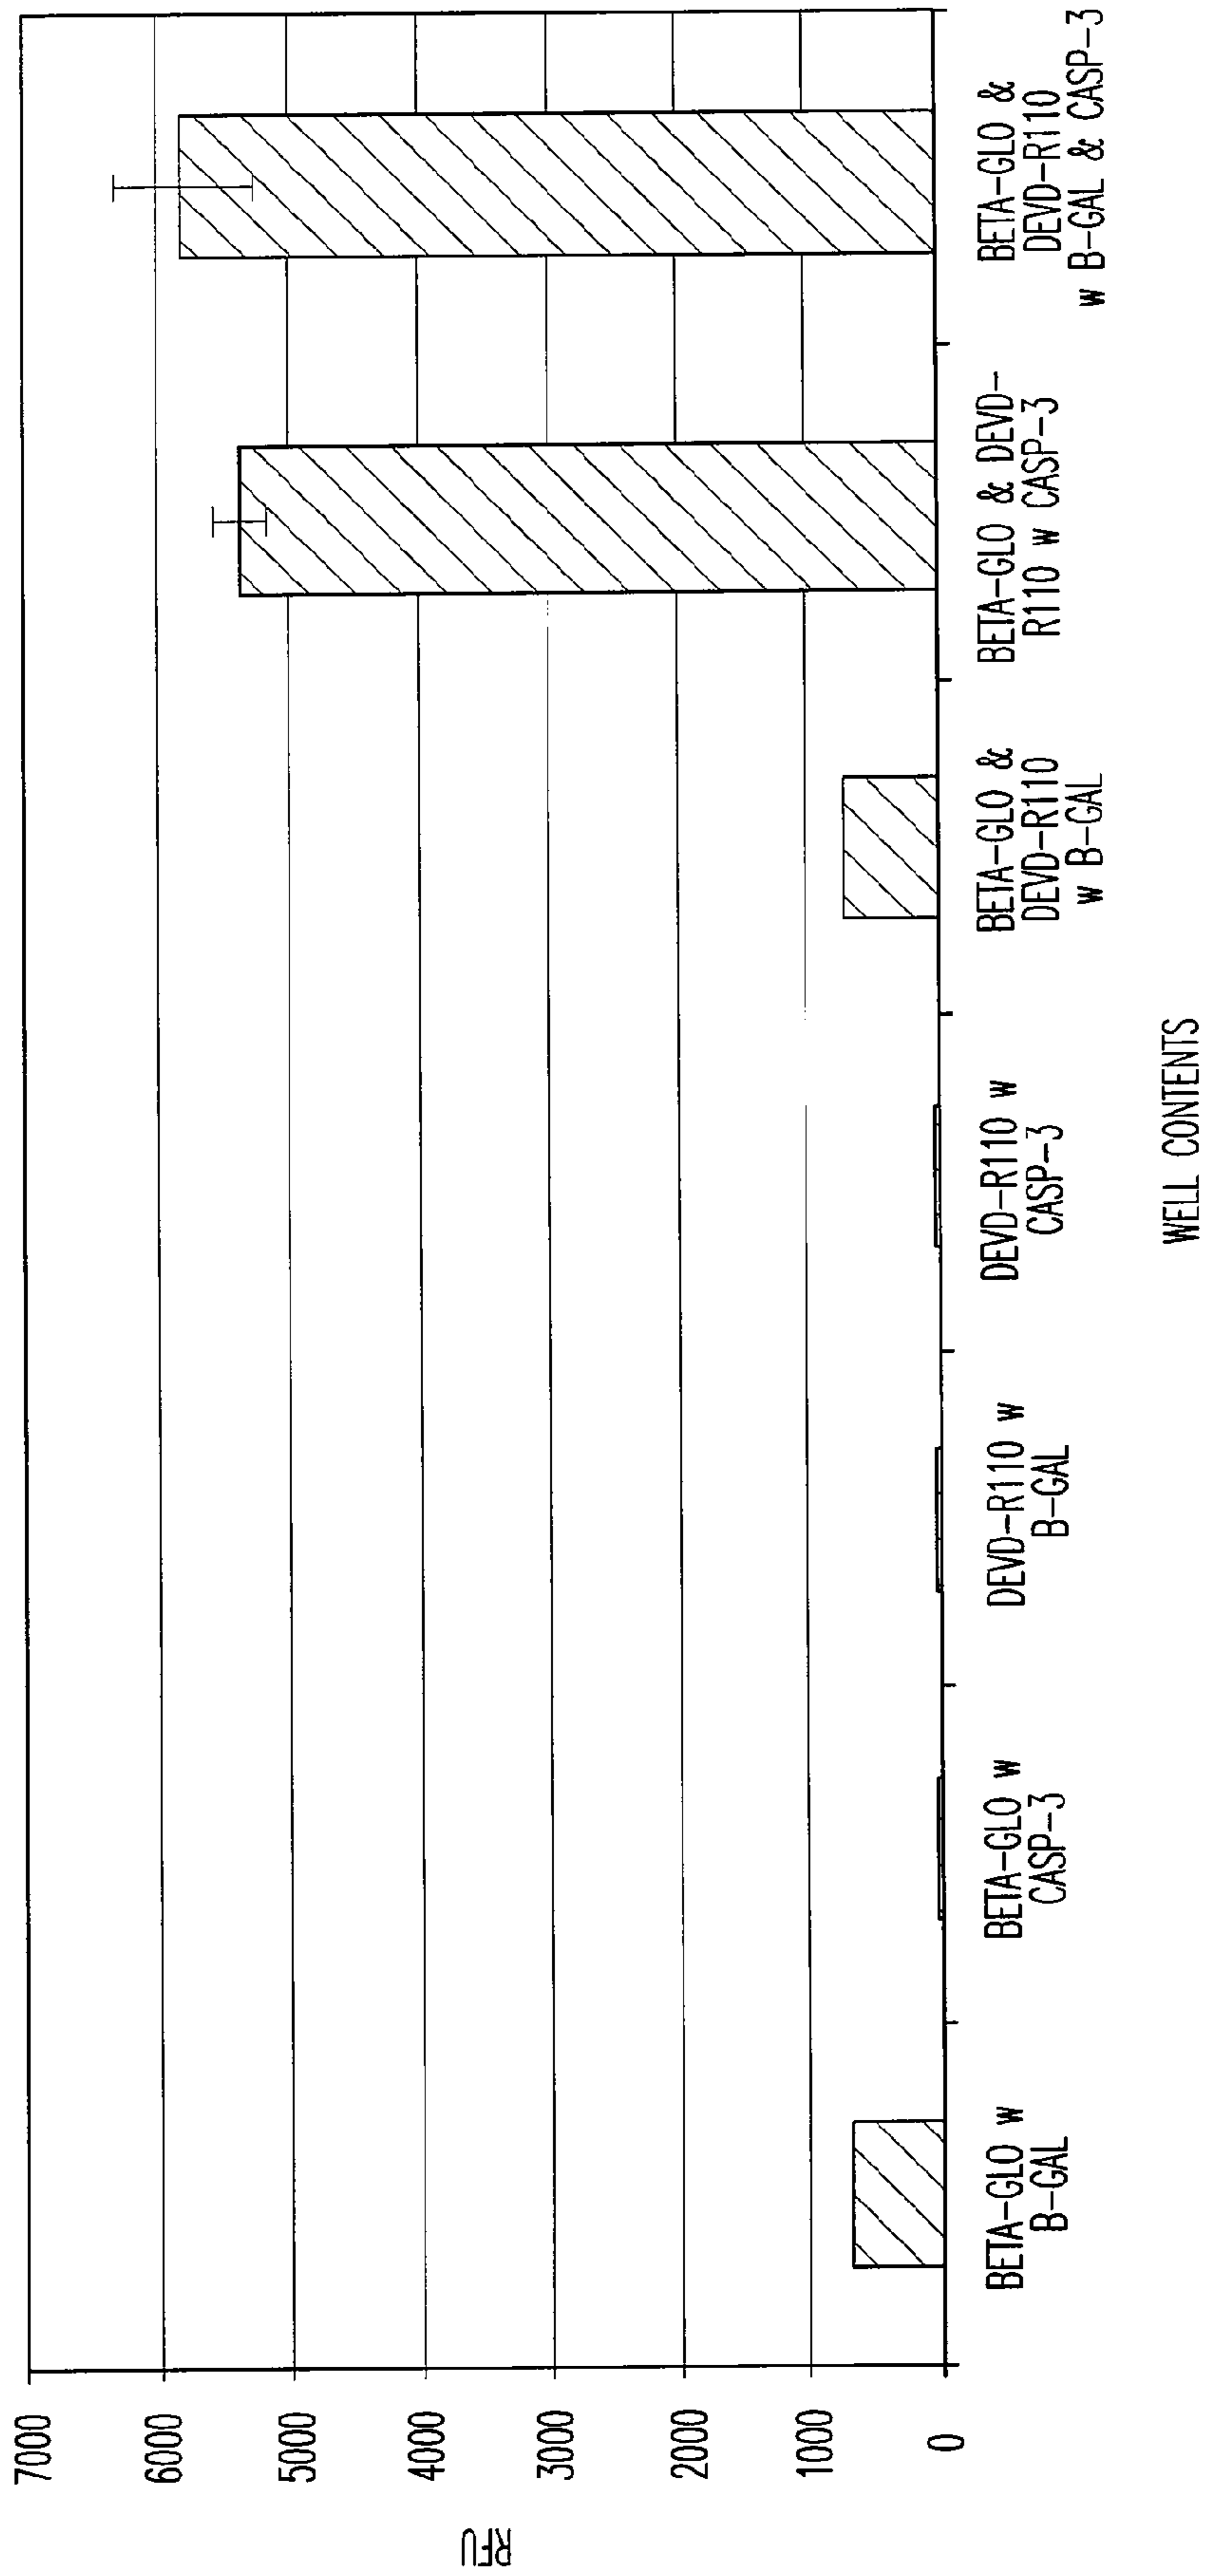 RFU
7000
6000
5000
4000
3000
2000
1000
0
BETA-GLO w
B-GAL
BETA-GLO w
CASP-3
DEVD-R110 w
B-GAL
DEVD-R110 w
CASP-3
BETA-GLO &
DEVD-R110
w B-GAL
BETA-GLO & DEVD-
R110 w CASP-3
BETA-GLO &
DEVD-R110
w B-GAL & CASP-3
WELL CONTENTS